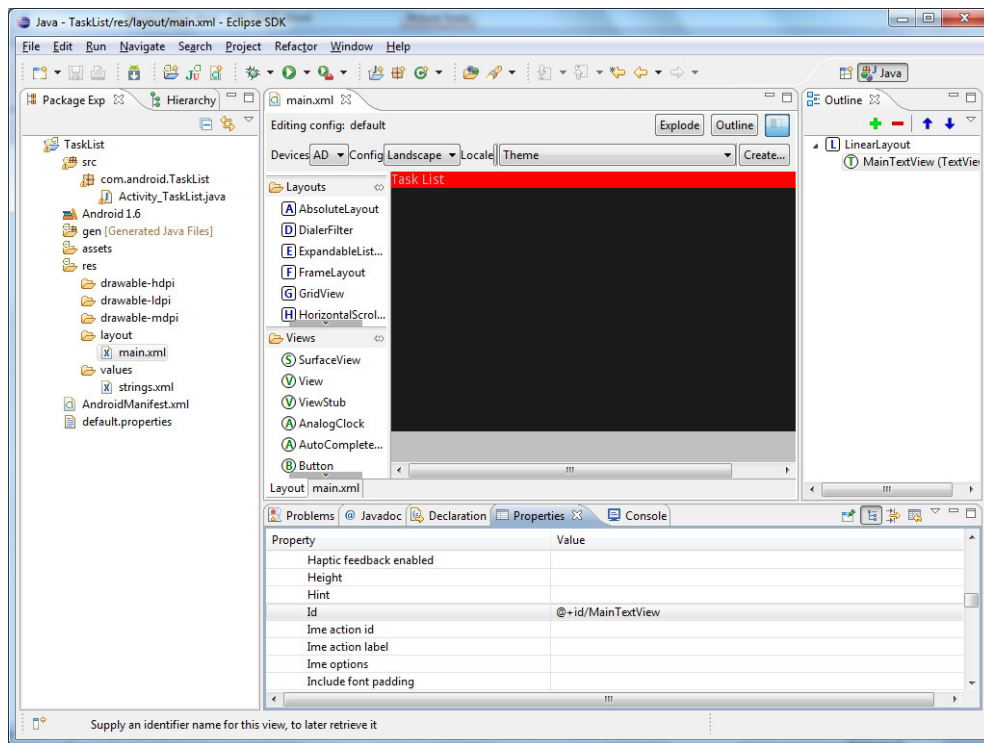 Java - TaskList/res/layout/main.xml - Eclipse SDK
File Edit Run Navigate Search Project Refactor Window Help
Java
Package Exp Hierarchy
TaskList
src
com.android.TaskList
Activity_TaskList.java
Android 1.6
gen [Generated Java Files]
assets
res
drawable-hdpi
drawable-ldpi
drawable-mdpi
layout
main.xml
values
strings.xml
AndroidManifest.xml
default.properties
main.xml
Editing config: default Explode Outline
Devices AD Config Landscape Locale Theme Create...
Layouts
A AbsoluteLayout
D DialerFilter
E ExpandableList...
F FrameLayout
G GridView
H HorizontalScrol...
Views
S SurfaceView
V View
V ViewStub
A AnalogClock
A AutoComplete...
B Button
Task List
Layout main.xml
Outline
L LinearLayout
T MainTextView (TextVie
Problems @ Javadoc Declaration Properties Console
Property Value
Haptic feedback enabled
Height
Hint
Id @+id/MainTextView
Ime action id
Ime action label
Ime options
Include font padding
Supply an identifier name for this view, to later retrieve it